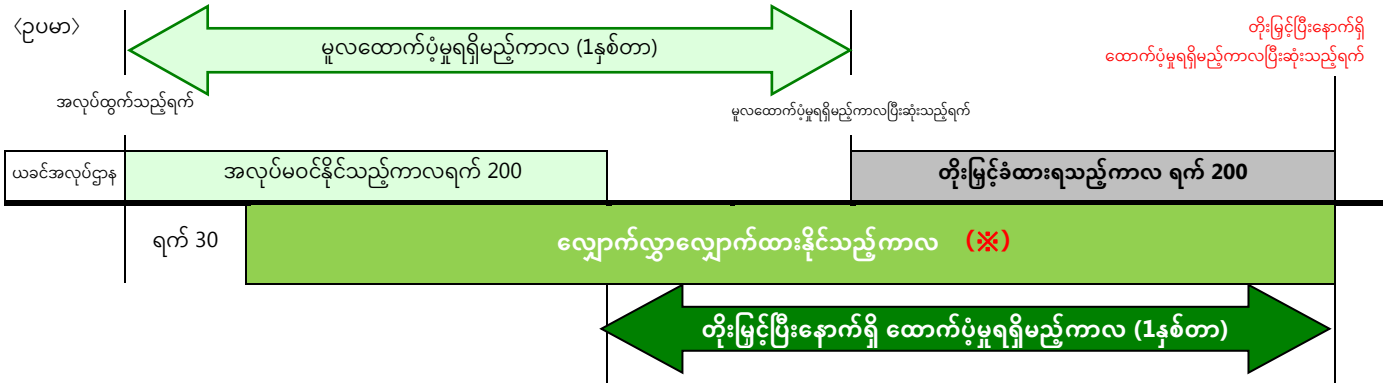 〈ဥပမာ〉
မူလထောက်ပံ့မှုရရှိမည့်ကာလ (1နှစ်တာ)
တိုးမြှင့်ပြီးနောက်ရှိ
ထောက်ပံ့မှုရရှိမည့်ကာလပြီးဆုံးသည့်ရက်
အလုပ်ထွက်သည့်ရက်
မူလထောက်ပံ့မှုရရှိမည့်ကာလပြီးဆုံးသည့်ရက်
ယခင်အလုပ်ဌာန
အလုပ်မဝင်နိုင်သည့်ကာလရက် 200
တိုးမြှင့်ခံထားရသည့်ကာလ ရက် 200
ရက် 30
လျှောက်လွှာလျှောက်ထားနိုင်သည့်ကာလ (※)
တိုးမြှင့်ပြီးနောက်ရှိ ထောက်ပံ့မှုရရှိမည့်ကာလ (1နှစ်တာ)